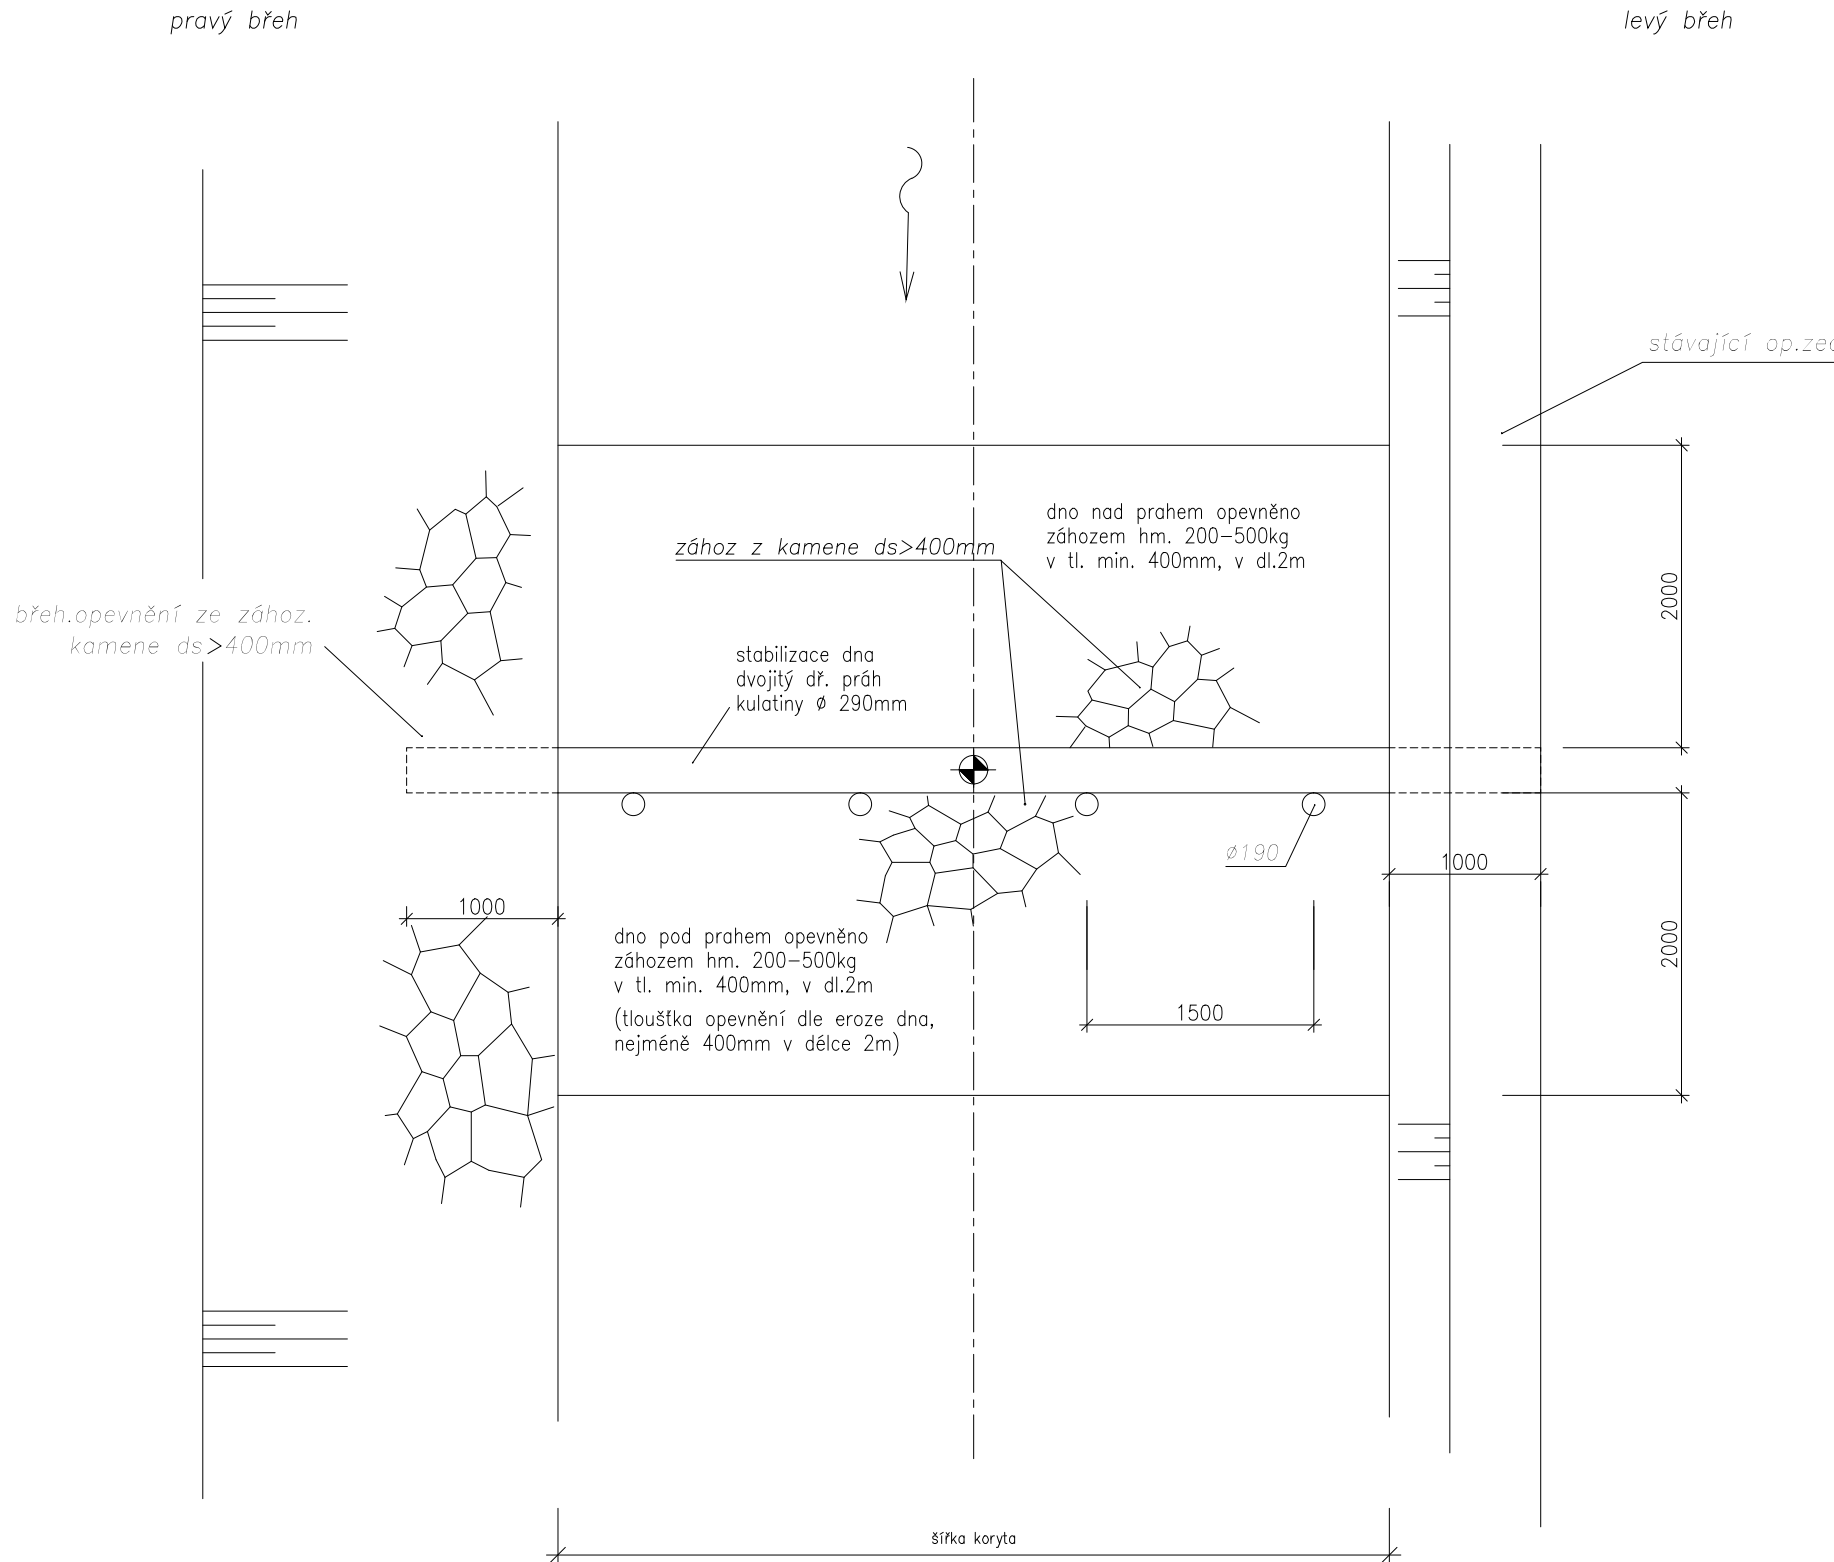 pravý břeh
levý břeh
stávající op.zeď
dno nad prahem opevněno
záhozem hm. 200-500kg
v tl. min. 400mm, v dl.2m
zához z kamene ds>400mm
2000
břeh.opevnění ze zához.
kamene ds>400mm
stabilizace dna
dvojitý dř. práh
kulatiny ø 290mm
ø190
1000
1000
dno pod prahem opevněno
záhozem hm. 200-500kg
v tl. min. 400mm, v dl.2m
(tloušťka opevnění dle eroze dna,
nejméně 400mm v délce 2m)
2000
1500
šířka koryta